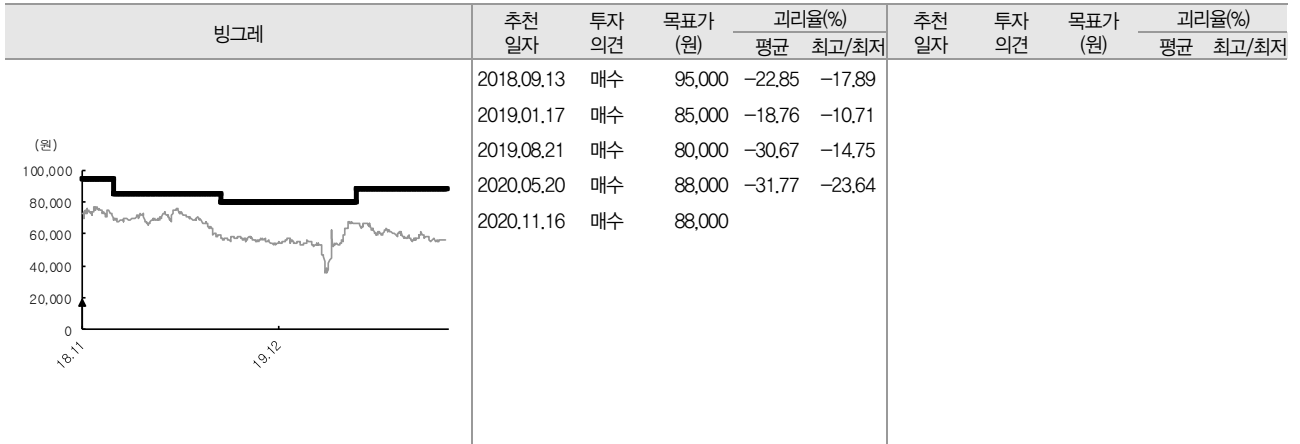 빙그레
추천 일자 투자 의견 목표가 (원) 괴리율(%) 평균 최고/최저 추천 일자 투자 의견 목표가 (원) 괴리율(%) 평균 최고/최저
2018.09.13 매수 95,000 -22.85 -17.89
2019.01.17 매수 85,000 -18.76 -10.71
2019.08.21 매수 80,000 -30.67 -14.75
2020.05.20 매수 88,000 -31.77 -23.64
2020.11.16 매수 88,000
(원)
100,000
80,000
60,000
40,000
20,000
0
18.11
19.12